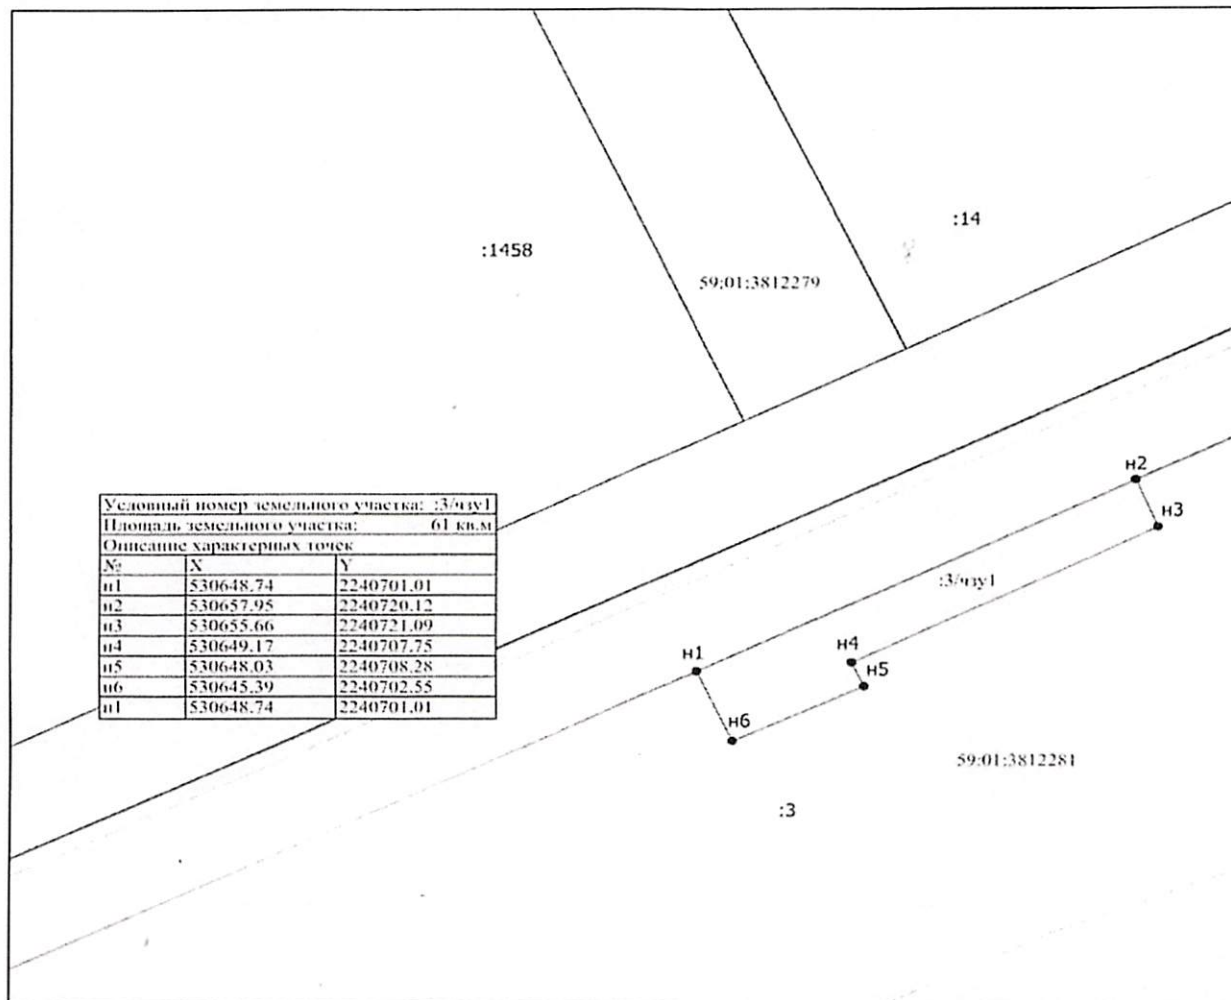 :14
:1458
59:01:3812279
н2
н3
Условный номер земельного участка: :3/чзу1
Площадь земельного участка: 61 кв.м
Описание характерных точек
№ X Y
н1 530648.74 2240701.01
н2 530657.95 2240720.12
н3 530655.66 2240721.09
н4 530649.17 2240707.75
н5 530648.03 2240708.28
н6 530645.39 2240702.55
н1 530648.74 2240701.01
:3/чзу1
н1
н4
н5
н6
59:01:3812281
:3